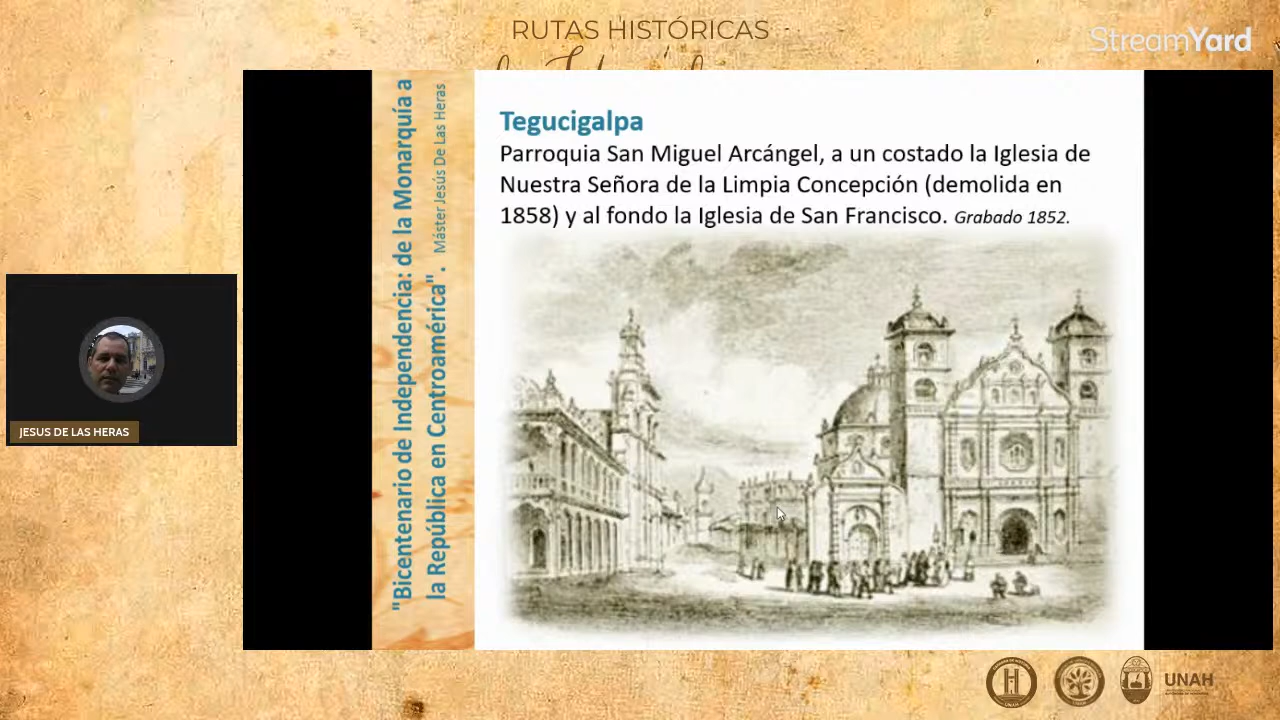 RUTAS HISTÓRICAS
StreamYard
"Bicentenario de Independencia: de la Monarquía a
la República en Centroamérica". Máster Jesús De Las Heras
Tegucigalpa
Parroquia San Miguel Arcángel, a un costado la Iglesia de
Nuestra Señora de la Limpia Concepción (demolida en
1858) y al fondo la Iglesia de San Francisco. Grabado 1852.
JESUS DE LAS HERAS
UNAH